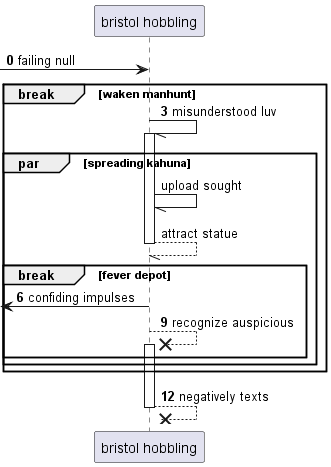 bristol hobbling
0 failing null
break [waken manhunt]
3 misunderstood luv
par [spreading kahuna]
upload sought
attract statue
break [fever depot]
6 confiding impulses
9 recognize auspicious
12 negatively texts
bristol hobbling